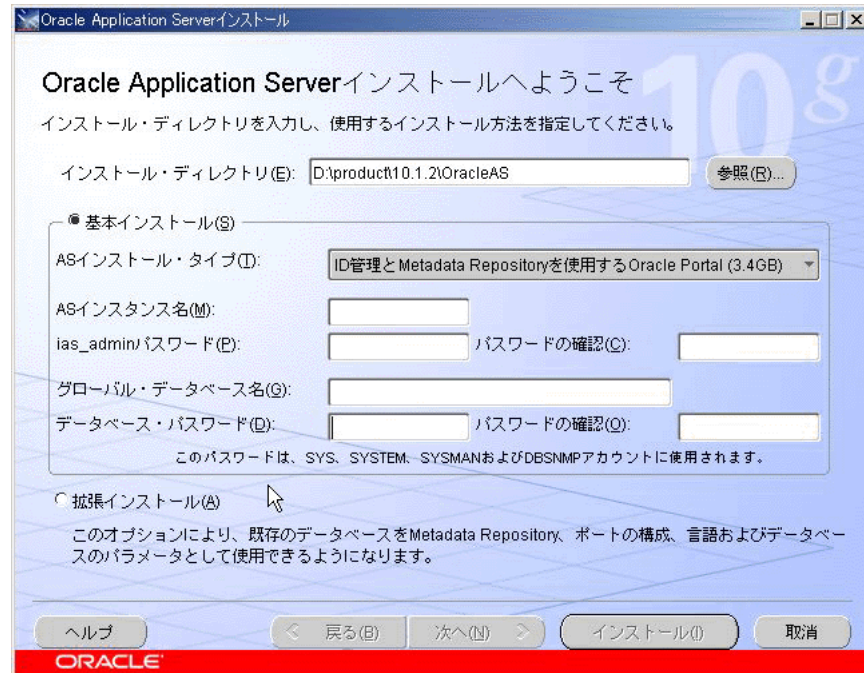 Oracle Application Serverインストール
10g
Oracle Application Serverインストールへようこそ
インストール・ディレクトリを入力し、使用するインストール方法を指定してください。
インストール・ディレクトリ(E): D:\product\10.1.2\OracleAS 参照(R)...
基本インストール(S)
ASインストール・タイプ(T): ID管理とMetadata Repositoryを使用するOracle Portal (3.4GB)
ASインスタンス名(M):
ias_adminパスワード(P): パスワードの確認(C):
グローバル・データベース名(G):
データベース・パスワード(D): パスワードの確認(O):
このパスワードは、SYS、SYSTEM、SYSMANおよびDBSNMPアカウントに使用されます。
拡張インストール(A)
このオプションにより、既存のデータベースをMetadata Repository、ポートの構成、言語およびデータベー
スのパラメータとして使用できるようになります。
ヘルプ 戻る(B) 次へ(N) インストール(I) 取消
ORACLE